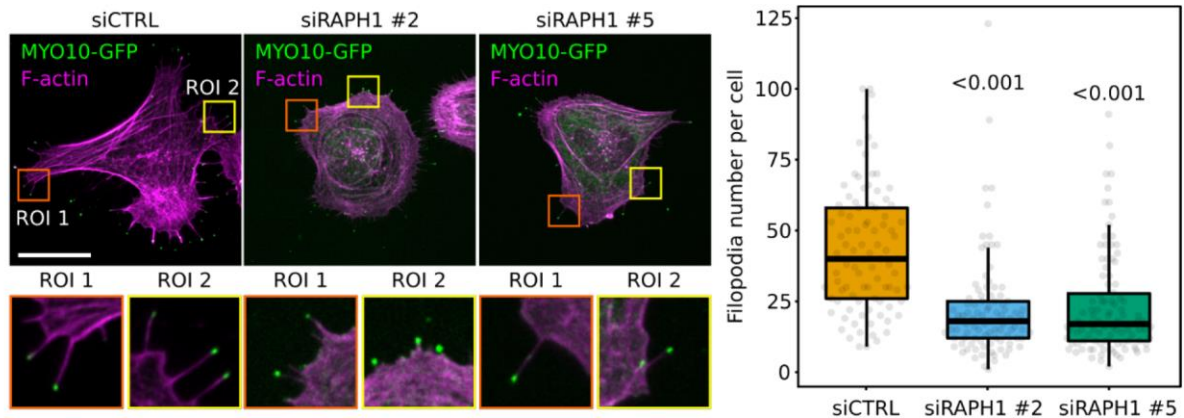 siCTRL
siRAPH1 #2
siRAPH1 #5
MYO10-GFP
F-actin
ROI 2
ROI 1
MYO10-GFP
F-actin
MYO10-GFP
F-actin
ROI 1
ROI 2
ROI 1
ROI 2
ROI 1
ROI 2
Filopodia number per cell
125
100
75
50
25
0
<0.001
<0.001
siCTRL
siRAPH1 #2
siRAPH1 #5